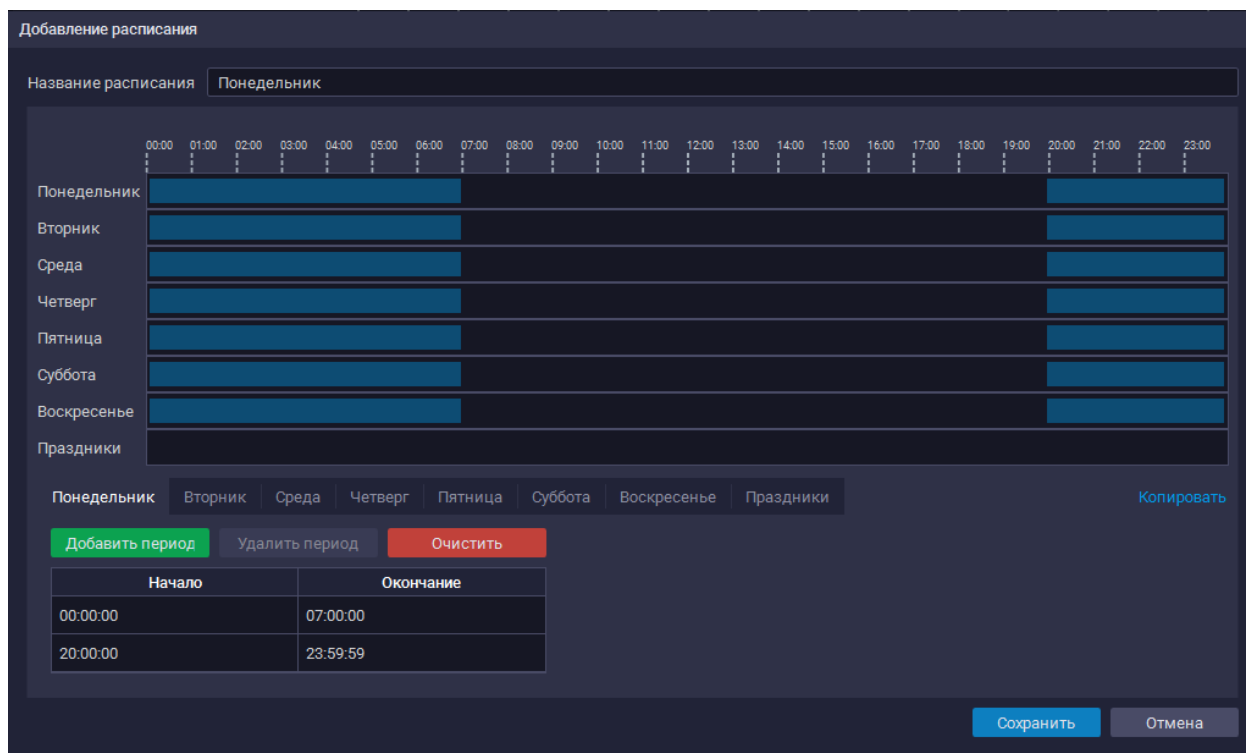 Добавление расписания
Название расписания Понедельник
00:00 01:00 02:00 03:00 04:00 05:00 06:00 07:00 08:00 09:00 10:00 11:00 12:00 13:00 14:00 15:00 16:00 17:00 18:00 19:00 20:00 21:00 22:00 23:00
Понедельник
Вторник
Среда
Четверг
Пятница
Суббота
Воскресенье
Праздники
Понедельник Вторник Среда Четверг Пятница Суббота Воскресенье Праздники Копировать
Добавить период Удалить период Очистить
Начало Окончание
00:00:00 07:00:00
20:00:00 23:59:59
Сохранить Отмена